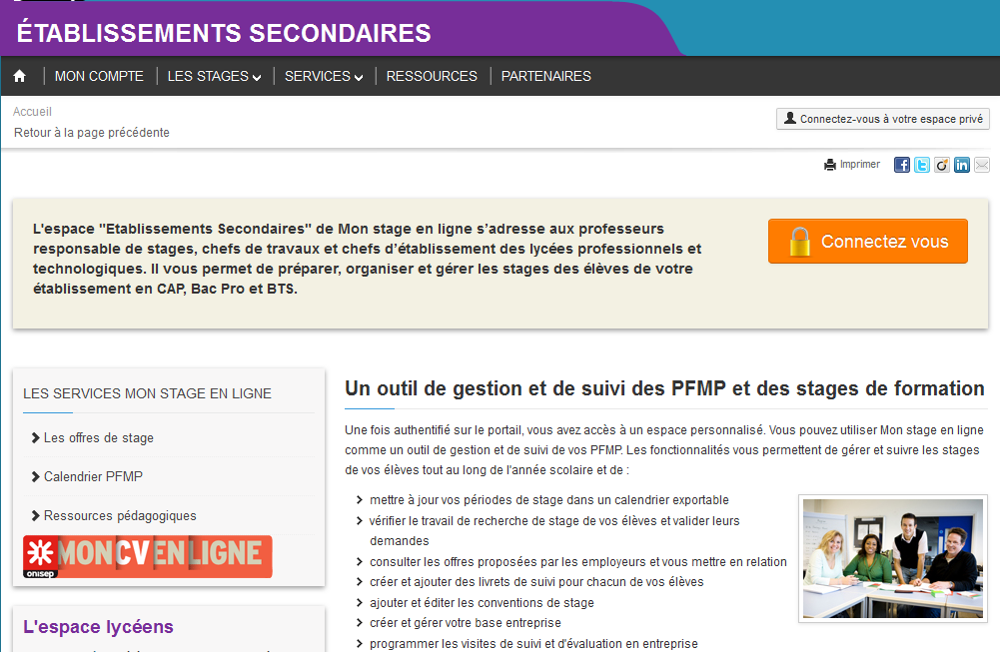 ÉTABLISSEMENTS SECONDAIRES
MON COMPTE
LES STAGES
SERVICES
RESSOURCES
PARTENAIRES
Accueil
Retour à la page précédente
Connectez-vous à votre espace privé
Imprimer
L'espace "Etablissements Secondaires" de Mon stage en ligne s’adresse aux professeurs
responsable de stages, chefs de travaux et chefs d’établissement des lycées professionnels et
technologiques. Il vous permet de préparer, organiser et gérer les stages des élèves de votre
établissement en CAP, Bac Pro et BTS.
Connectez vous
LES SERVICES MON STAGE EN LIGNE
Les offres de stage
Calendrier PFMP
Ressources pédagogiques
MON CV EN LIGNE
onisep
L'espace lycéens
Un outil de gestion et de suivi des PFMP et des stages de formation
Une fois authentifié sur le portail, vous avez accès à un espace personnalisé. Vous pouvez utiliser Mon stage en ligne
comme un outil de gestion et de suivi de vos PFMP. Les fonctionnalités vous permettent de gérer et suivre les stages
de vos élèves tout au long de l'année scolaire et de :
mettre à jour vos périodes de stage dans un calendrier exportable
vérifier le travail de recherche de stage de vos élèves et valider leurs
demandes
consulter les offres proposées par les employeurs et vous mettre en relation
créer et ajouter des livrets de suivi pour chacun de vos élèves
ajouter et éditer les conventions de stage
créer et gérer votre base entreprise
programmer les visites de suivi et d'évaluation en entreprise